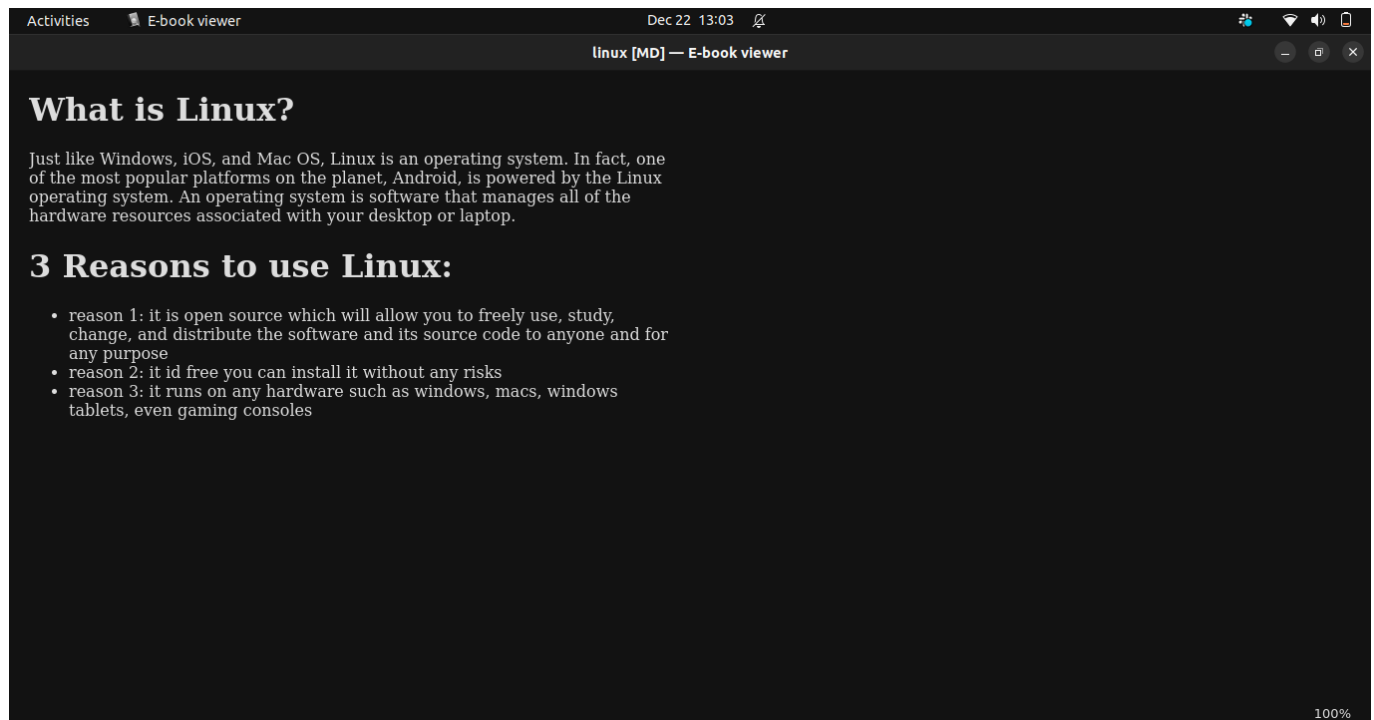 Activities E-book viewer Dec 22 13:03
linux [MD] — E-book viewer
What is Linux?
Just like Windows, iOS, and Mac OS, Linux is an operating system. In fact, one
of the most popular platforms on the planet, Android, is powered by the Linux
operating system. An operating system is software that manages all of the
hardware resources associated with your desktop or laptop.
3 Reasons to use Linux:
• reason 1: it is open source which will allow you to freely use, study,
change, and distribute the software and its source code to anyone and for
any purpose
• reason 2: it id free you can install it without any risks
• reason 3: it runs on any hardware such as windows, macs, windows
tablets, even gaming consoles
100%